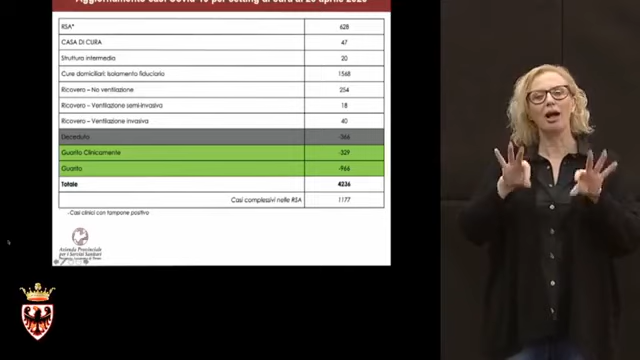 Aggiornamento casi Covid-19 per setting di cura al 20 aprile 2020
RSA* 628
CASA DI CURA 47
Struttura intermedia 20
Cure domiciliari: Isolamento fiduciario 1568
Ricovero – No ventilazione 254
Ricovero – Ventilazione semi-invasiva 18
Ricovero – Ventilazione invasiva 40
Deceduto -366
Guarito Clinicamente -329
Guarito -966
Totale 4236
Casi complessivi nelle RSA 1177
- Casi clinici con tampone positivo
Azienda Provinciale
per i Servizi Sanitari